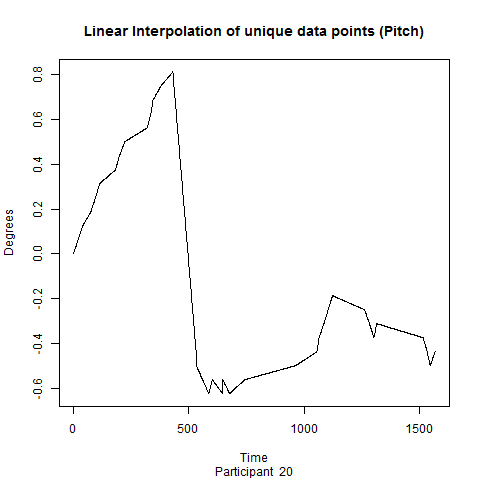 Linear Interpolation of unique data points (Pitch)
0.8
0.6
0.4
0.2
0.0
-0.2
-0.4
-0.6
Degrees
0 500 1000 1500
Time
Participant 20